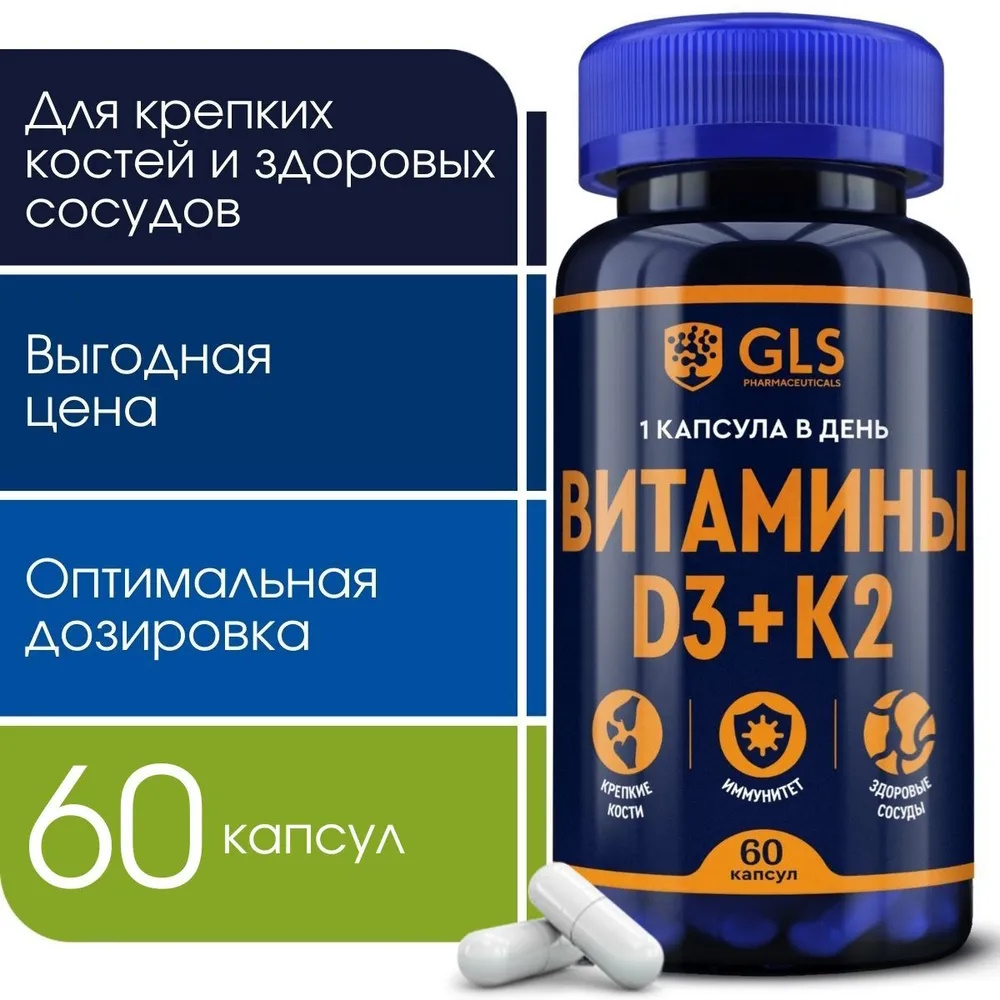 Для крепких
костей и здоровых
сосудов
Выгодная
цена
Оптимальная
дозировка
60 капсул
GLS
PHARMACEUTICALS
1 КАПСУЛА В ДЕНЬ
ВИТАМИНЫ
D3+K2
КРЕПКИЕ
КОСТИ
ИММУНИТЕТ
ЗДОРОВЫЕ
СОСУДЫ
60
капсул